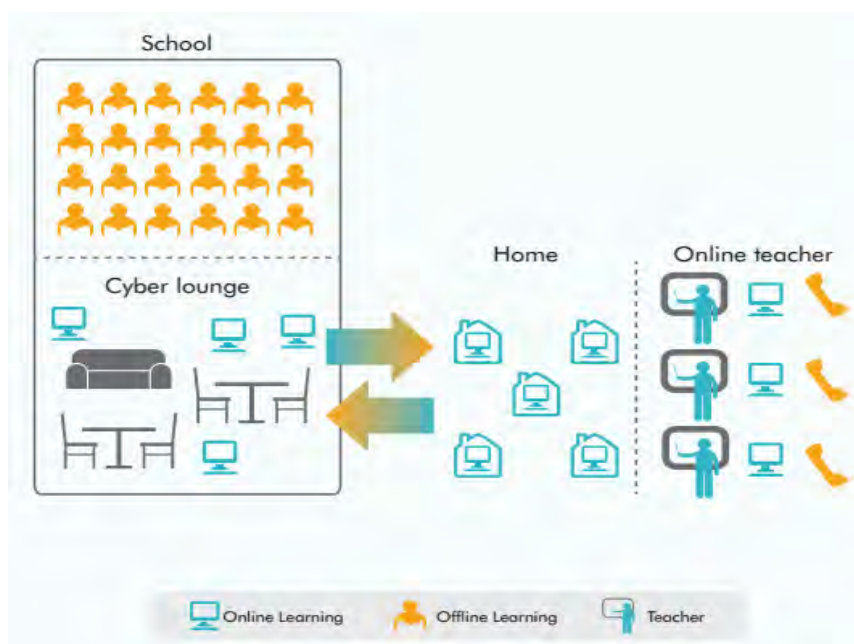 School
Cyber lounge
Home
Online teacher
Online Learning
Offline Learning
Teacher